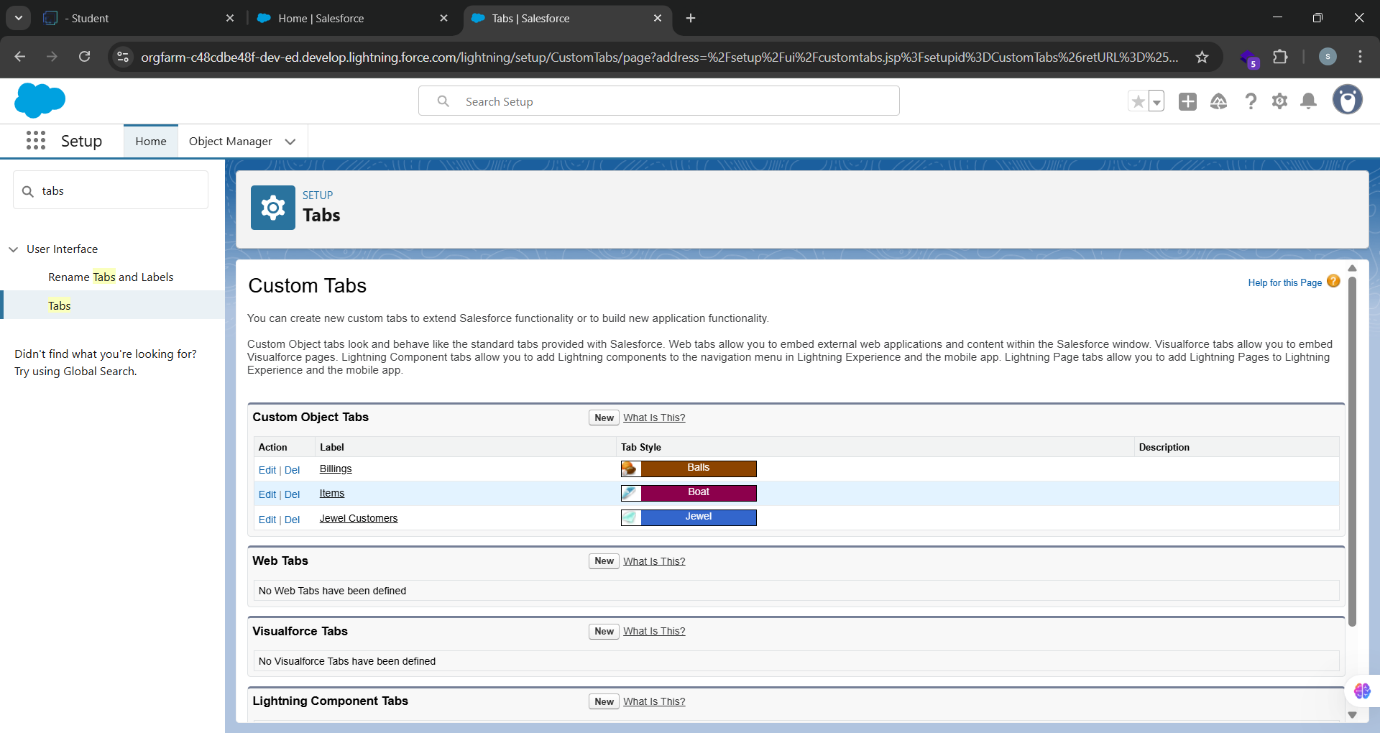 - Student
Home | Salesforce
Tabs | Salesforce
orgfarm-c48cdbe48f-dev-ed.develop.lightning.force.com/lightning/setup/CustomTabs/page?address=%2Fsetup%2Fui%2Fcustomtabs.jsp%3Fsetupid%3DCustomTabs%26retURL%3D%25...
5
S
Search Setup
Setup
Home
Object Manager
tabs
User Interface
Rename Tabs and Labels
Tabs
Didn't find what you're looking for?
Try using Global Search.
SETUP
Tabs
Custom Tabs
Help for this Page ?
You can create new custom tabs to extend Salesforce functionality or to build new application functionality.
Custom Object tabs look and behave like the standard tabs provided with Salesforce. Web tabs allow you to embed external web applications and content within the Salesforce window. Visualforce tabs allow you to embed
Visualforce pages. Lightning Component tabs allow you to add Lightning components to the navigation menu in Lightning Experience and the mobile app. Lightning Page tabs allow you to add Lightning Pages to Lightning
Experience and the mobile app.
Custom Object Tabs New What Is This?
Action Label Tab Style Description
Edit | Del Billings Balls
Edit | Del Items Boat
Edit | Del Jewel Customers Jewel
Web Tabs New What Is This?
No Web Tabs have been defined
Visualforce Tabs New What Is This?
No Visualforce Tabs have been defined
Lightning Component Tabs New What Is This?